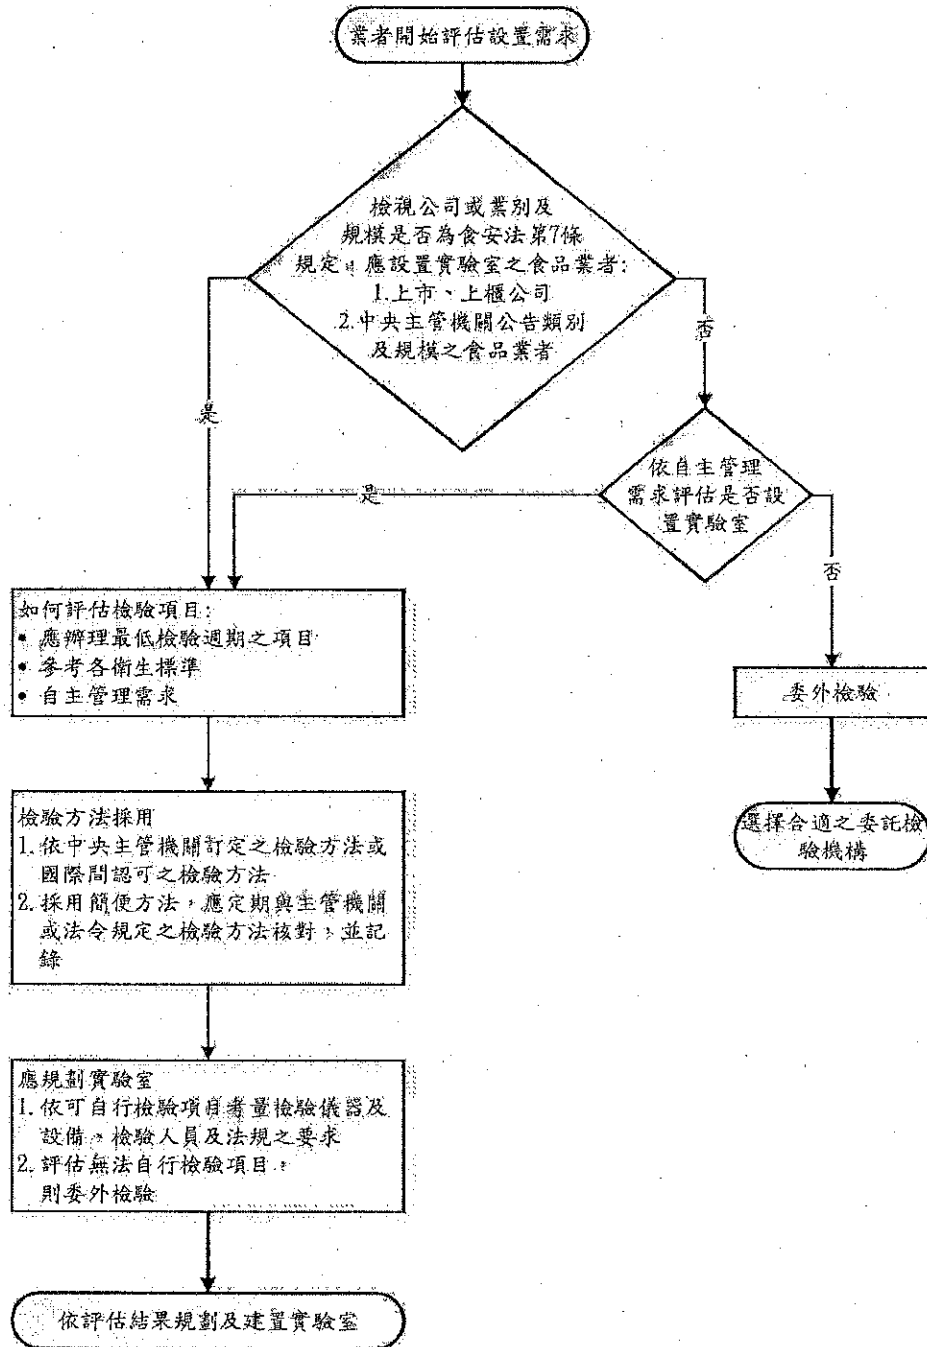 業者開始評估設置需求
檢視公司或業別及
規模是否為食安法第7條
規定，應設置實驗室之食品業者:
1.上市、上櫃公司
2.中央主管機關公告類別
及規模之食品業者
否
是
依自主管理
需求評估是否設
置實驗室
是
否
如何評估檢驗項目:
• 應辦理最低檢驗週期之項目
• 參考各衛生標準
• 自主管理需求
委外檢驗
選擇合適之委託檢
驗機構
檢驗方法採用
1. 依中央主管機關訂定之檢驗方法或
國際間認可之檢驗方法
2. 採用簡便方法，應定期與主管機關
或法令規定之檢驗方法核對，並記
錄
應規劃實驗室
1. 依可自行檢驗項目考量檢驗儀器及
設備，檢驗人員及法規之要求
2. 評估無法自行檢驗項目，
則委外檢驗
依評估結果規劃及建置實驗室